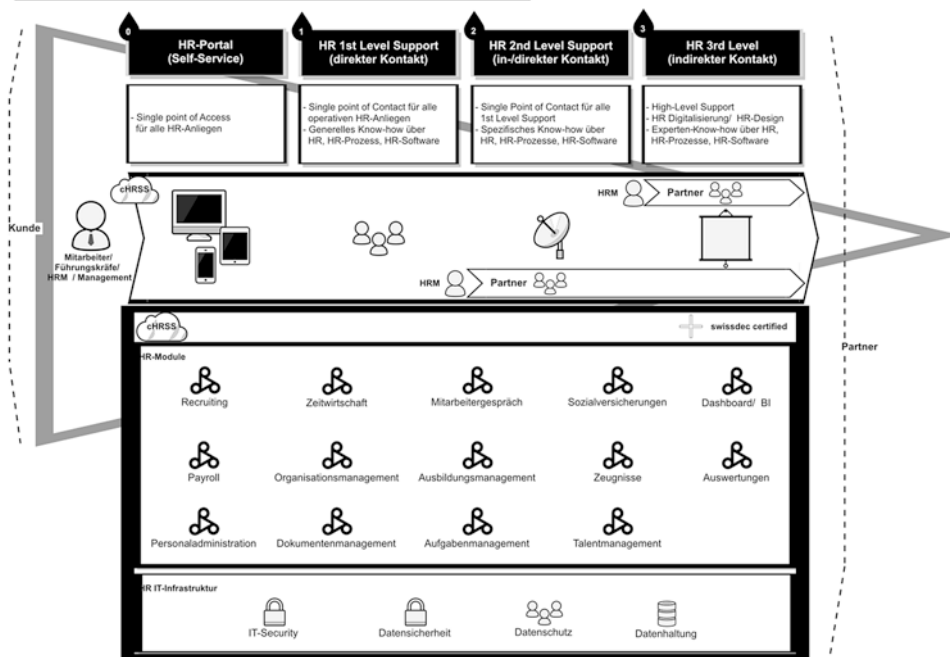 0
HR-Portal
(Self-Service)
1
HR 1st Level Support
(direkter Kontakt)
2
HR 2nd Level Support
(in-/direkter Kontakt)
3
HR 3rd Level
(indirekter Kontakt)
- Single point of Access
für alle HR-Anliegen
- Single point of Contact für alle
operativen HR-Anliegen
- Generelles Know-how über
HR, HR-Prozess, HR-Software
- Single Point of Contact für alle
1st Level Support
- Spezifisches Know-how über
HR, HR-Prozesse, HR-Software
- High-Level Support
- HR Digitalisierung/ HR-Design
- Experten-Know-how über HR,
HR-Prozesse, HR-Software
cHRSS
HRM
Partner
Kunde
Mitarbeiter/
Führungskräfte/
HRM / Management
HRM
Partner
cHRSS
swissdec certified
Partner
HR-Module
Recruiting
Zeitwirtschaft
Mitarbeitergespräch
Sozialversicherungen
Dashboard/ BI
Payroll
Organisationsmanagement
Ausbildungsmanagement
Zeugnisse
Auswertungen
Personaladministration
Dokumentenmanagement
Aufgabenmanagement
Talentmanagement
HR IT-Infrastruktur
IT-Security
Datensicherheit
Datenschutz
Datenhaltung